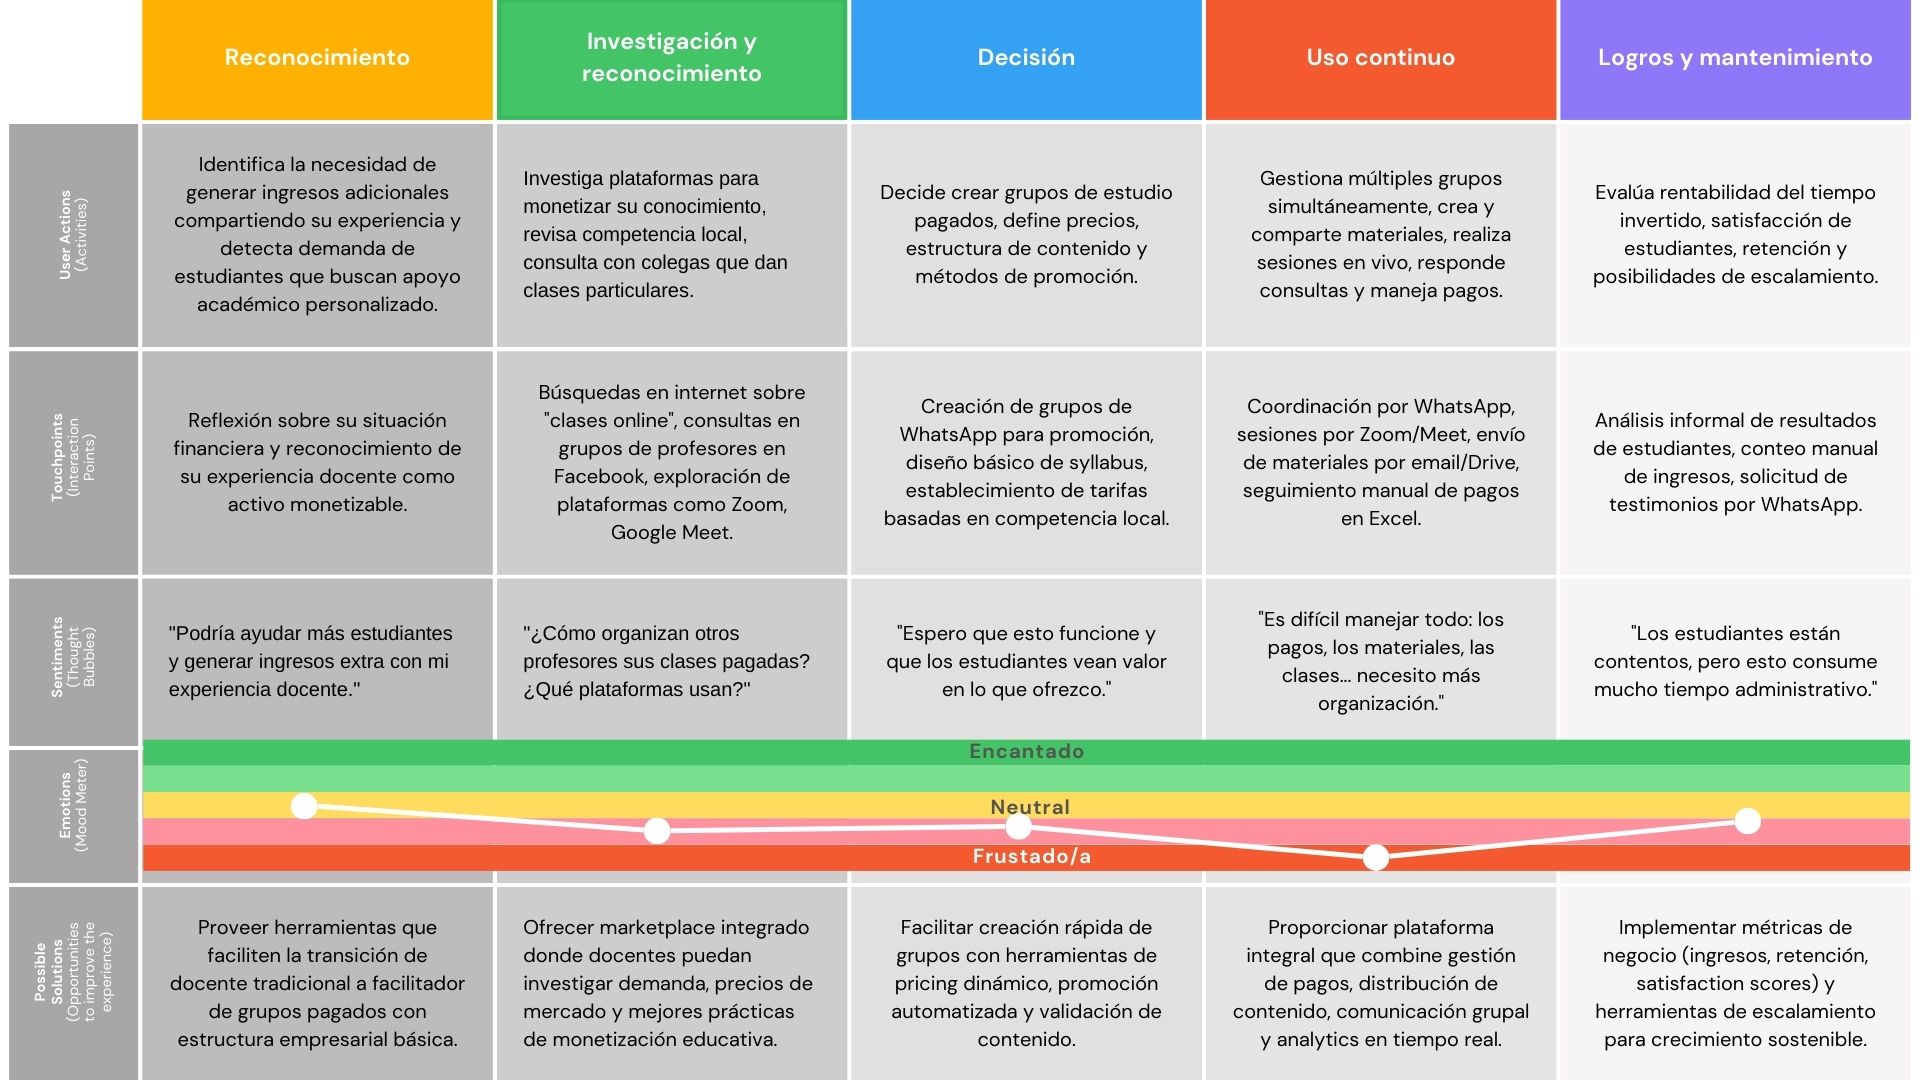 Reconocimiento
Investigación y
reconocimiento
Decisión
Uso continuo
Logros y mantenimiento
User Actions
(Activities)
Identifica la necesidad de
generar ingresos adicionales
compartiendo su experiencia y
detecta demanda de
estudiantes que buscan apoyo
académico personalizado.
Investiga plataformas para
monetizar su conocimiento,
revisa competencia local,
consulta con colegas que dan
clases particulares.
Decide crear grupos de estudio
pagados, define precios,
estructura de contenido y
métodos de promoción.
Gestiona múltiples grupos
simultáneamente, crea y
comparte materiales, realiza
sesiones en vivo, responde
consultas y maneja pagos.
Evalúa rentabilidad del tiempo
invertido, satisfacción de
estudiantes, retención y
posibilidades de escalamiento.
Touchpoints
(Interaction
Points)
Reflexión sobre su situación
financiera y reconocimiento de
su experiencia docente como
activo monetizable.
Búsquedas en internet sobre
"clases online", consultas en
grupos de profesores en
Facebook, exploración de
plataformas como Zoom,
Google Meet.
Creación de grupos de
WhatsApp para promoción,
diseño básico de syllabus,
establecimiento de tarifas
basadas en competencia local.
Coordinación por WhatsApp,
sesiones por Zoom/Meet, envío
de materiales por email/Drive,
seguimiento manual de pagos
en Excel.
Análisis informal de resultados
de estudiantes, conteo manual
de ingresos, solicitud de
testimonios por WhatsApp.
Sentiments
(Thought
Bubbles)
"Podría ayudar más estudiantes
y generar ingresos extra con mi
experiencia docente."
"¿Cómo organizan otros
profesores sus clases pagadas?
¿Qué plataformas usan?"
"Espero que esto funcione y
que los estudiantes vean valor
en lo que ofrezco."
"Es difícil manejar todo: los
pagos, los materiales, las
clases... necesito más
organización."
"Los estudiantes están
contentos, pero esto consume
mucho tiempo administrativo."
Emotions
(Mood Meter)
Encantado
Neutral
Frustado/a
Possible
Solutions
(Opportunities
to improve the
experience)
Proveer herramientas que
faciliten la transición de
docente tradicional a facilitador
de grupos pagados con
estructura empresarial básica.
Ofrecer marketplace integrado
donde docentes puedan
investigar demanda, precios de
mercado y mejores prácticas
de monetización educativa.
Facilitar creación rápida de
grupos con herramientas de
pricing dinámico, promoción
automatizada y validación de
contenido.
Proporcionar plataforma
integral que combine gestión
de pagos, distribución de
contenido, comunicación grupal
y analytics en tiempo real.
Implementar métricas de
negocio (ingresos, retención,
satisfaction scores) y
herramientas de escalamiento
para crecimiento sostenible.